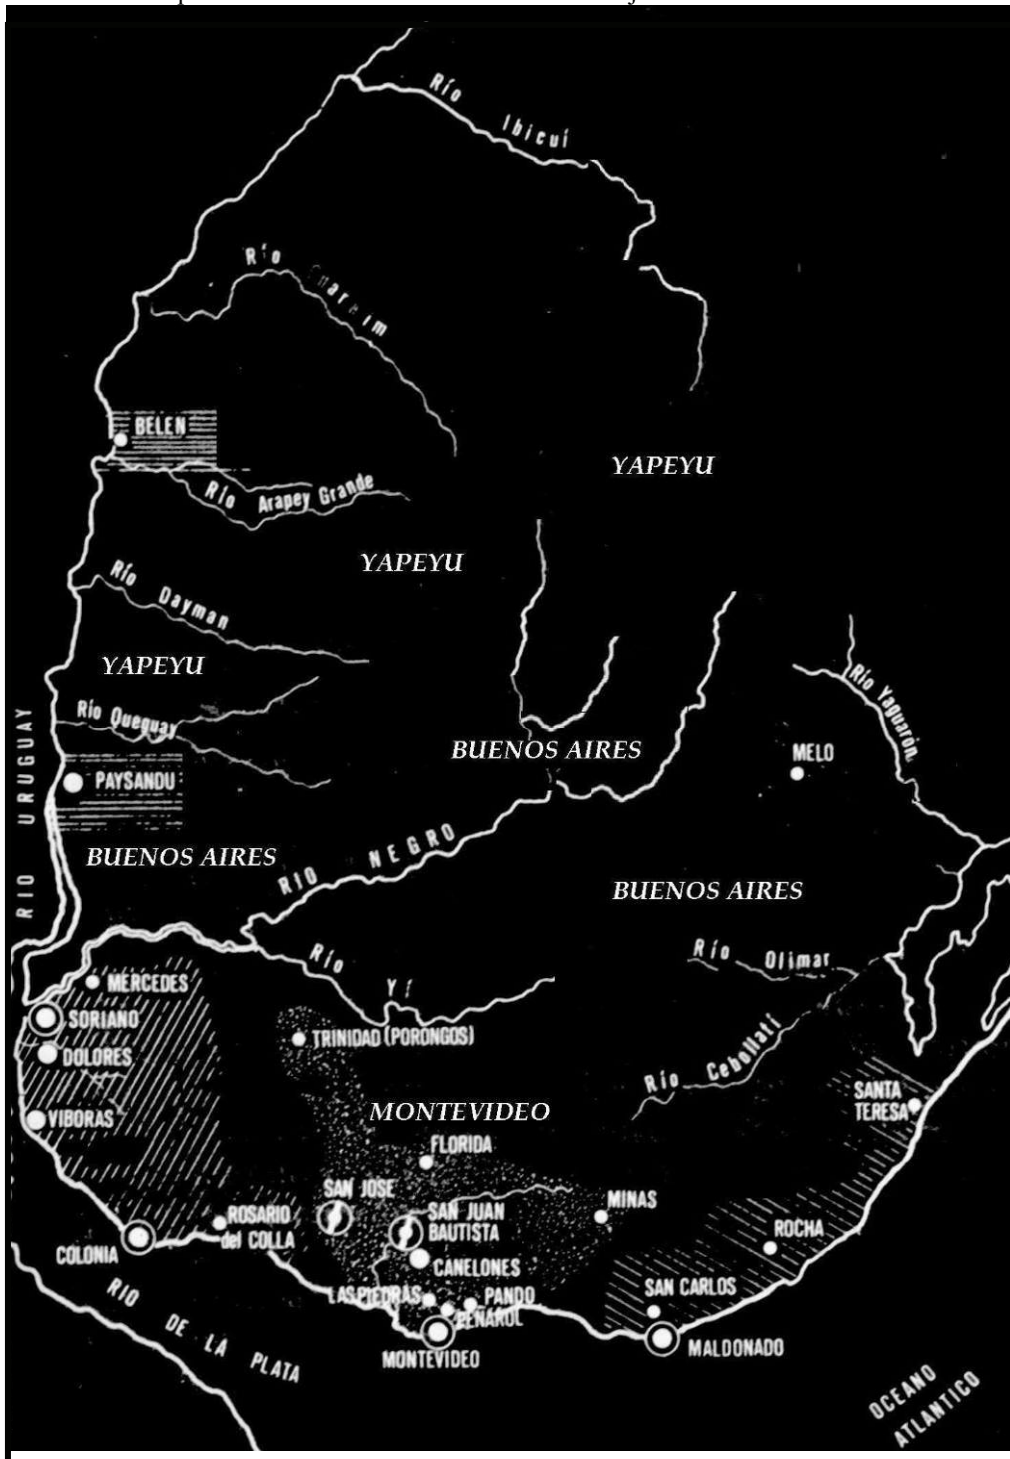 Río Ibicuí
Río Cuareim
BELEN
YAPEYU
Río Arapey Grande
YAPEYU
Río Dayman
YAPEYU
Río Yaguarón
Río Queguay
RIO URUGUAY
BUENOS AIRES
MELO
PAYSANDU
RIO NEGRO
BUENOS AIRES
BUENOS AIRES
Río Olimar
Río Yí
MERCEDES
SORIANO
TRINIDAD (PORONGOS)
DOLORES
Río Cebollatí
SANTA
TERESA
VIBORAS
MONTEVIDEO
FLORIDA
SAN JOSE
MINAS
ROSARIO
del COLLA
SAN JUAN
BAUTISTA
ROCHA
COLONIA
CANELONES
SAN CARLOS
LAS PIEDRAS
PANDO
PEÑAROL
RIO
DE LA PLATA
MONTEVIDEO
MALDONADO
OCEANO
ATLANTICO